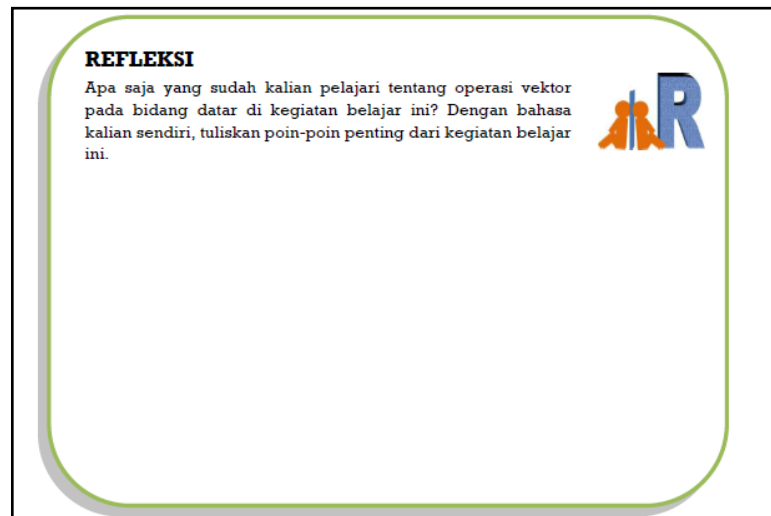 REFLEKSI
Apa saja yang sudah kalian pelajari tentang operasi vektor
pada bidang datar di kegiatan belajar ini? Dengan bahasa
kalian sendiri, tuliskan poin-poin penting dari kegiatan belajar
ini.
R